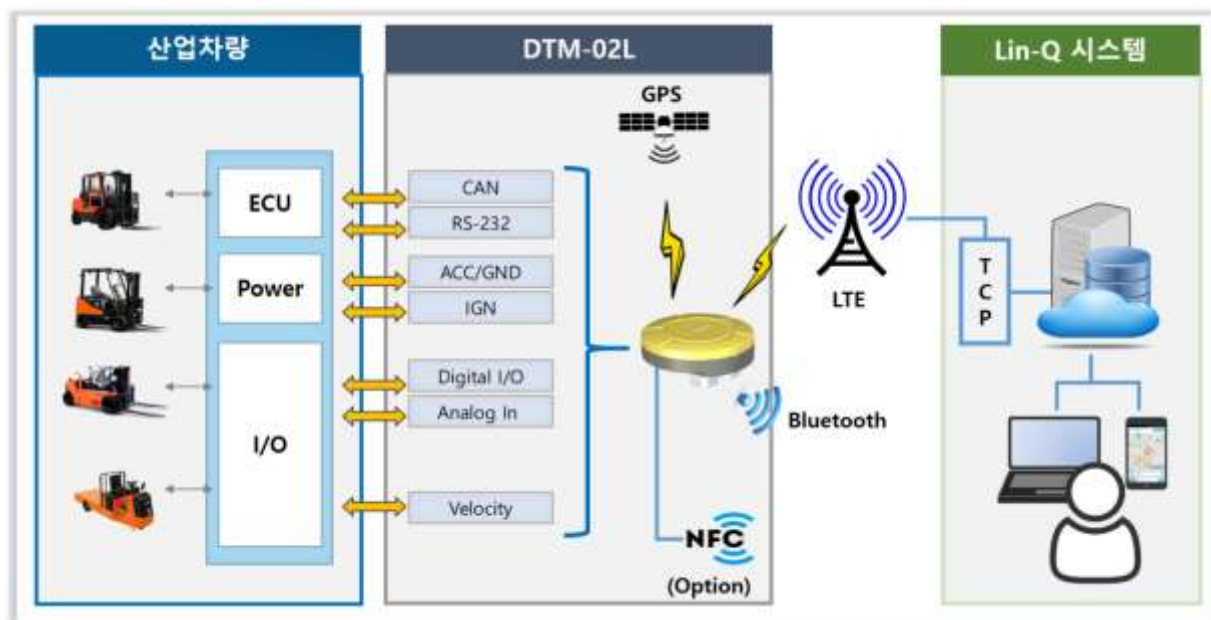 산업차량
DTM-02L
Lin-Q 시스템
ECU
Power
I/O
CAN
RS-232
ACC/GND
IGN
Digital I/O
Analog In
Velocity
GPS
LTE
Bluetooth
NFC
(Option)
T
C
P